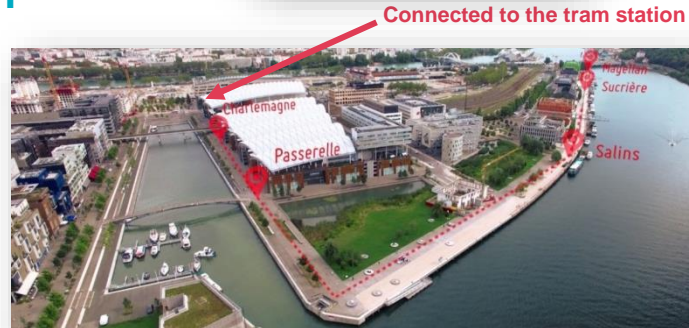 Connected to the tram station
Charlemagne
Passerelle
Magellan
Sucrière
Salins